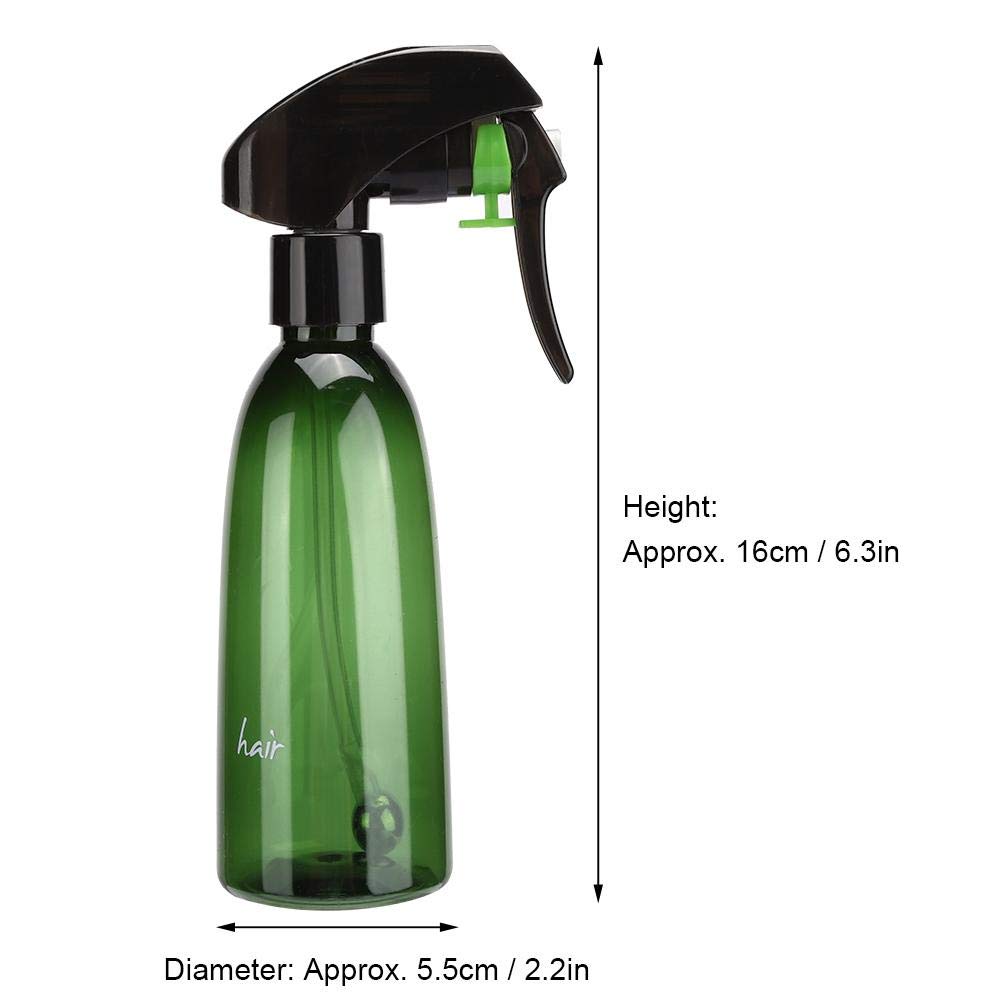 Height:
Approx. 16cm / 6.3in
hair
Diameter: Approx. 5.5cm / 2.2in